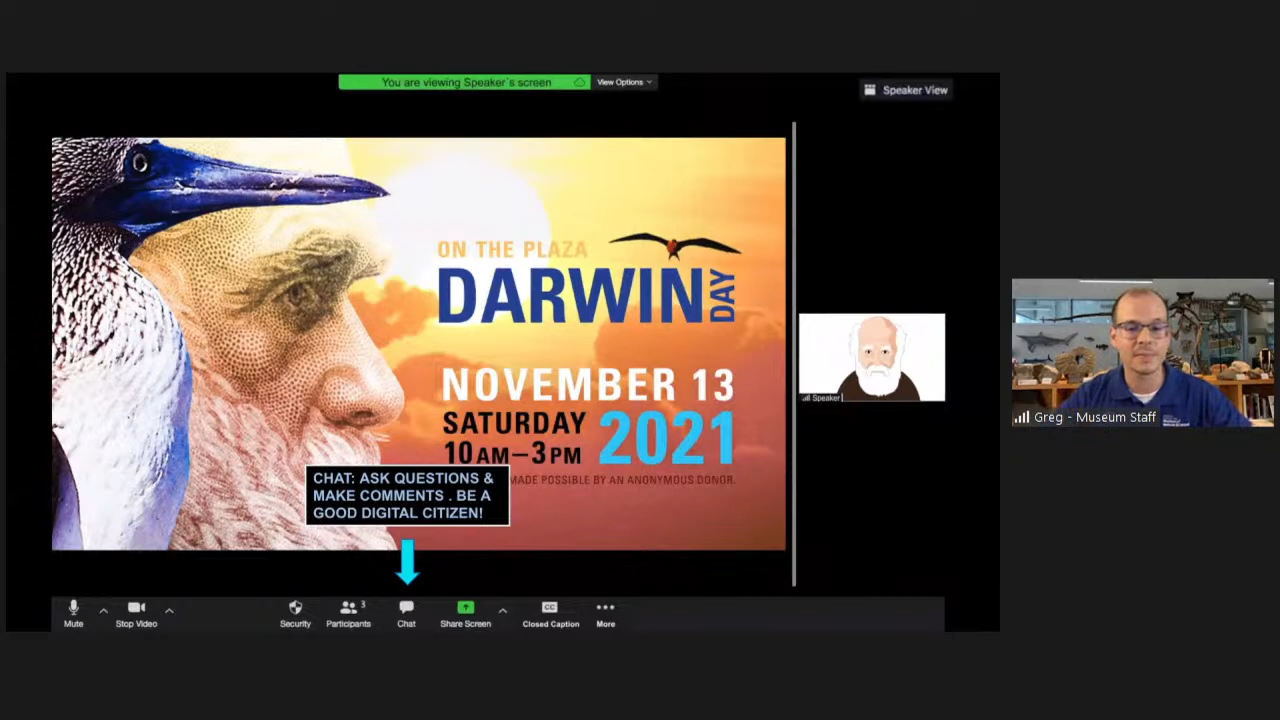 You are viewing Speaker's screen
View Options
Speaker View
ON THE PLAZA
DARWIN DAY
NOVEMBER 13
SATURDAY
10AM–3PM
2021
MADE POSSIBLE BY AN ANONYMOUS DONOR.
CHAT: ASK QUESTIONS &
MAKE COMMENTS . BE A
GOOD DIGITAL CITIZEN!
Speaker
Greg - Museum Staff
Mute
Stop Video
Security
Participants
3
Chat
Share Screen
CC
Closed Caption
More